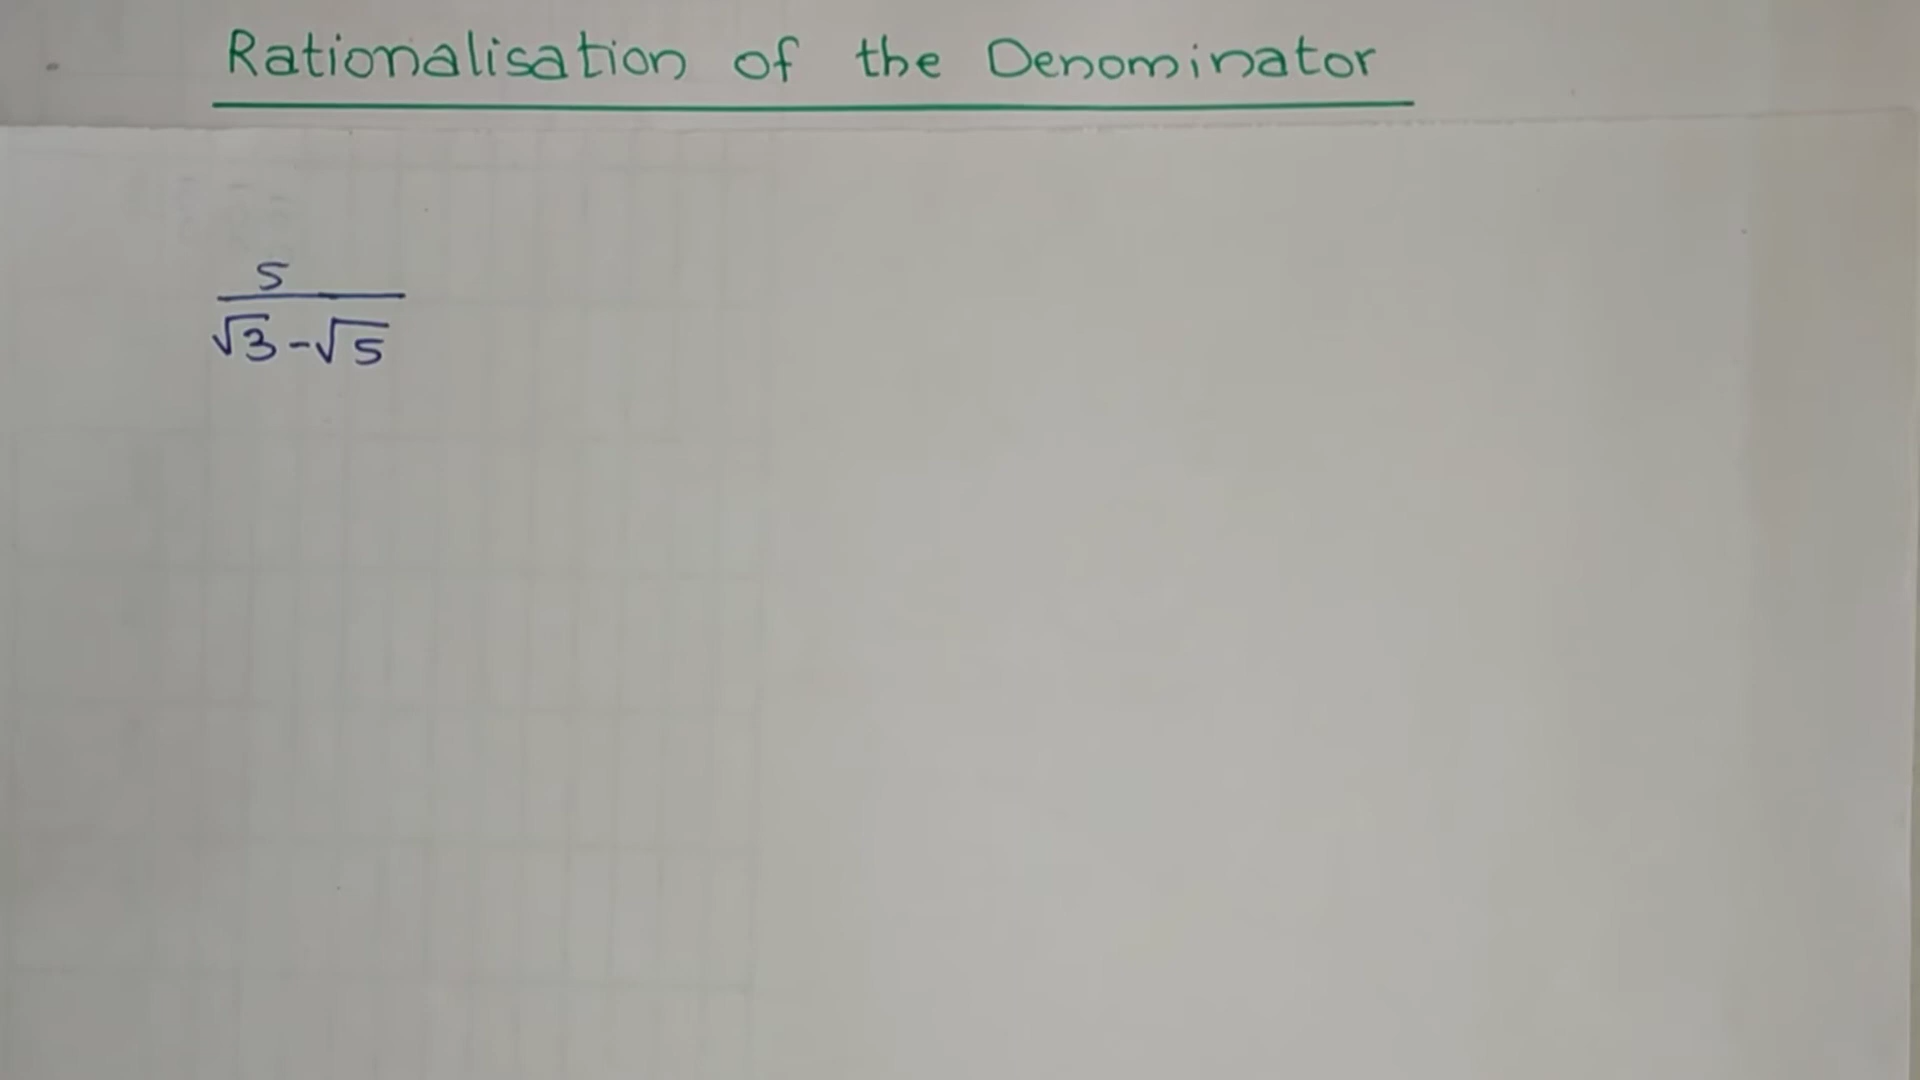 Rationalisation of the Denominator
5
√3-√5